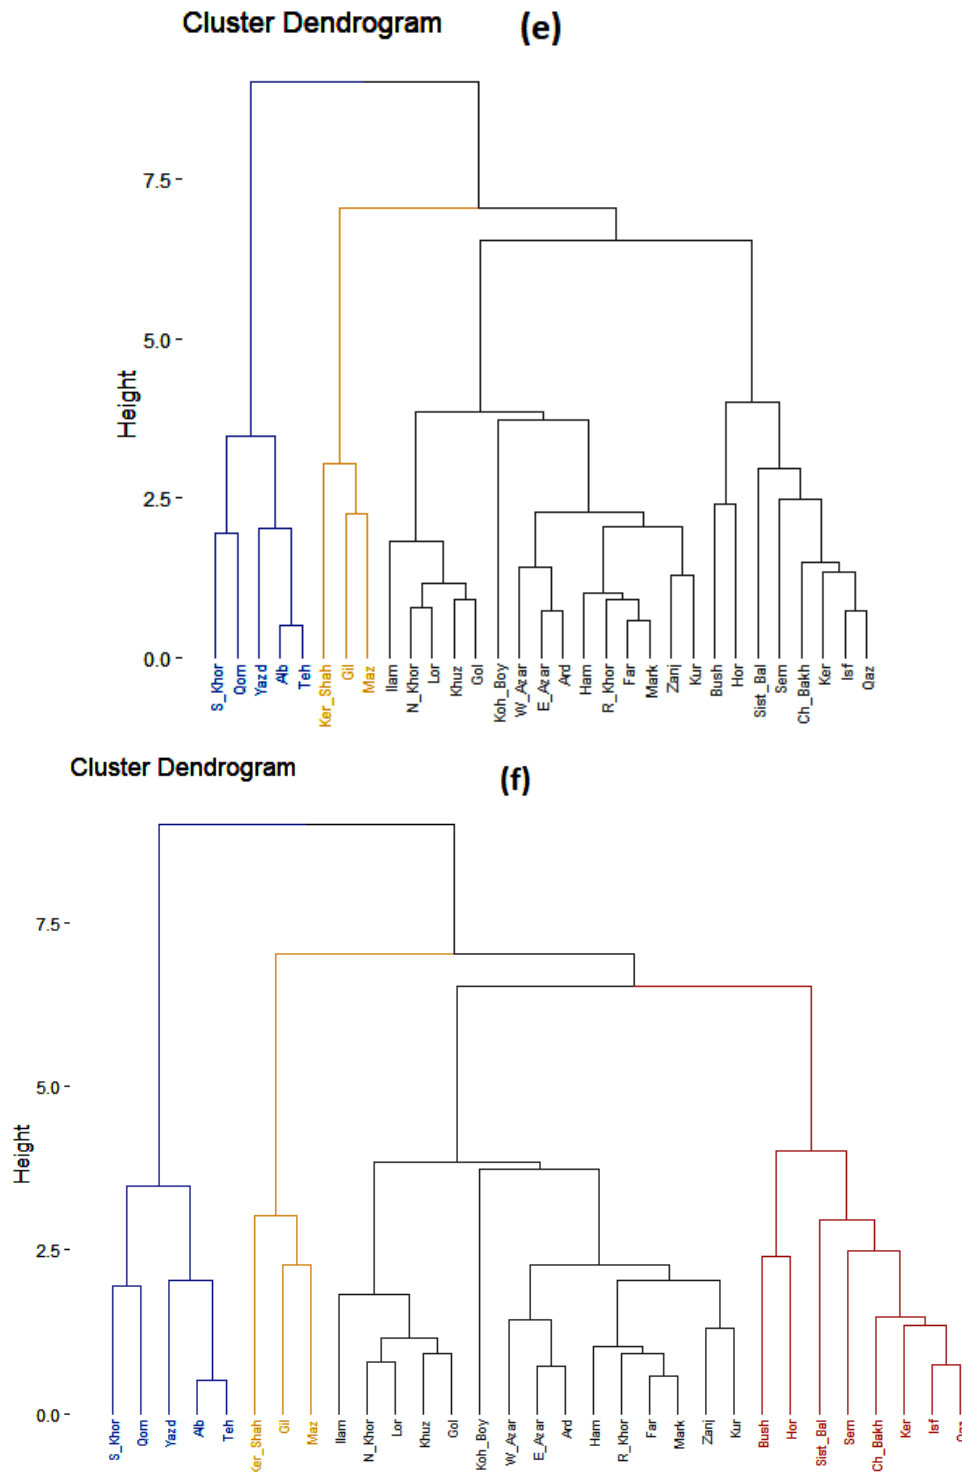 Cluster Dendrogram (e)
7.5
5.0
2.5
0.0
Height
S_Khor
Qom
Yazd
Alb
Teh
Ker_Shah
Gil
Maz
Ilam
N_Khor
Lor
Khuz
Gol
Koh_Boy
W_Azar
E_Azar
Ard
Ham
R_Khor
Far
Mark
Zanj
Kur
Bush
Hor
Sist_Bal
Sem
Ch_Bakh
Ker
Isf
Qaz
Cluster Dendrogram (f)
7.5
5.0
2.5
0.0
Height
S_Khor
Qom
Yazd
Alb
Teh
Ker_Shah
Gil
Maz
Ilam
N_Khor
Lor
Khuz
Gol
Koh_Boy
W_Azar
E_Azar
Ard
Ham
R_Khor
Far
Mark
Zanj
Kur
Bush
Hor
Sist_Bal
Sem
Ch_Bakh
Ker
Isf
Qaz